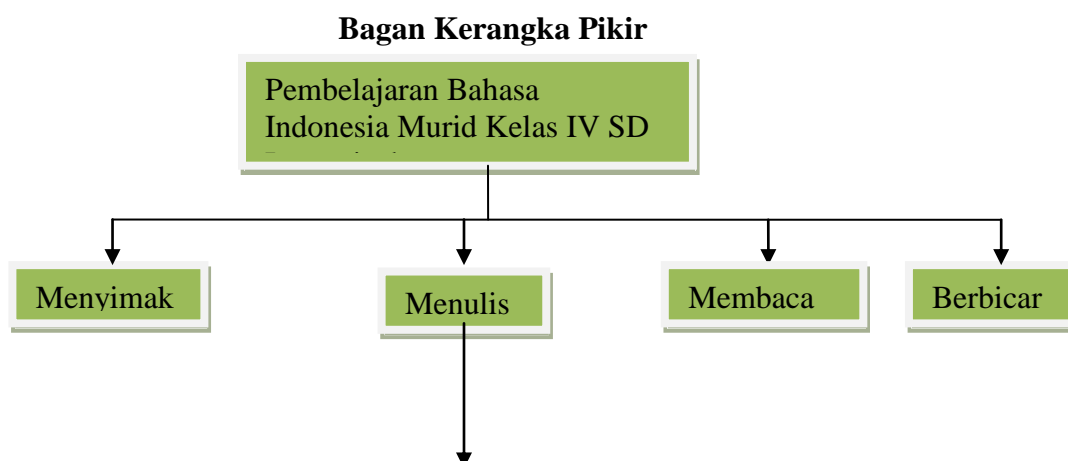 Bagan Kerangka Pikir
Pembelajaran Bahasa
Indonesia Murid Kelas IV SD
Menyimak
Menulis
Membaca
Berbicar